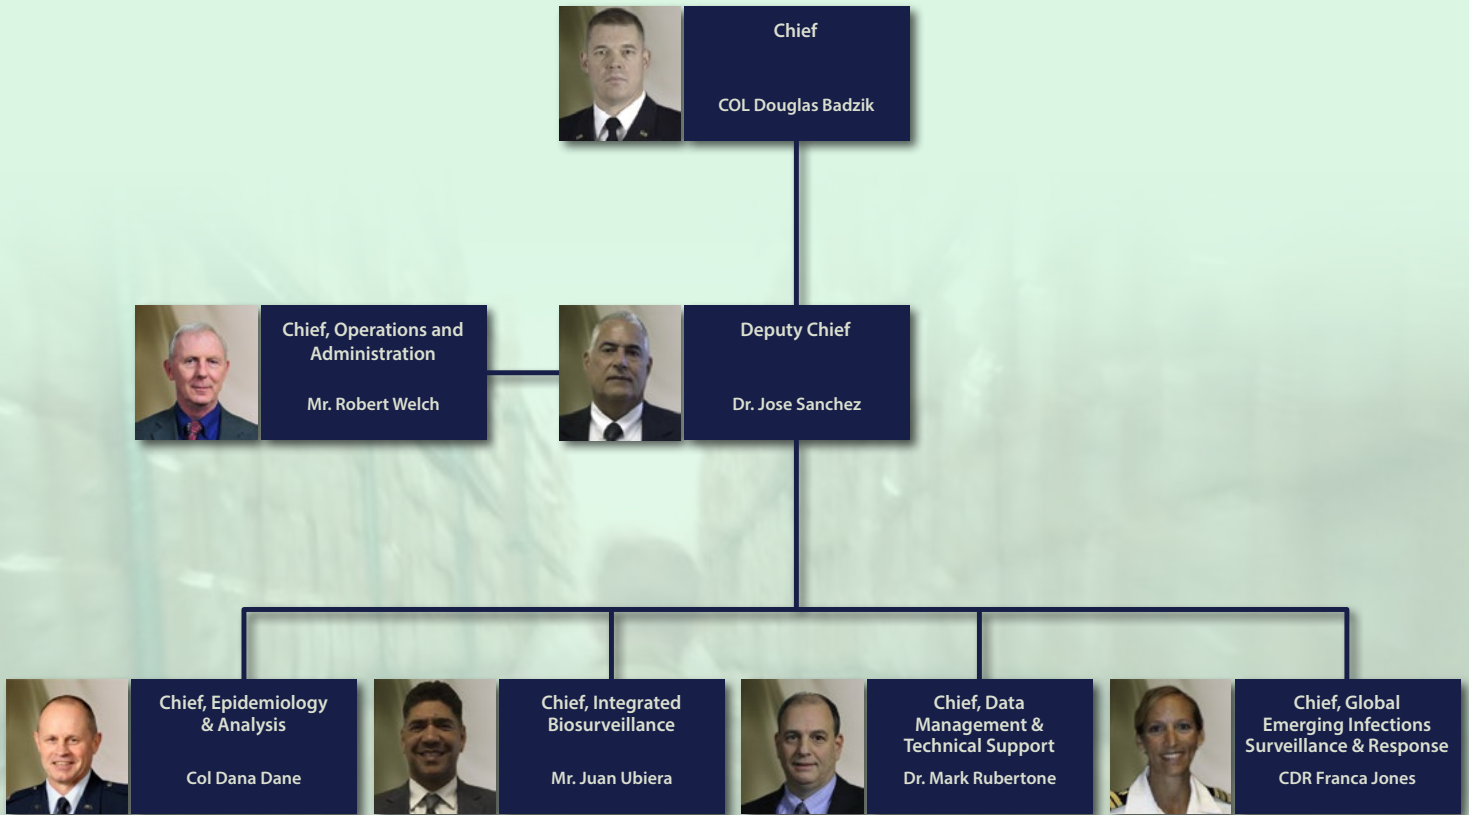 Chief
COL Douglas Badzik
Chief, Operations and
Administration
Mr. Robert Welch
Deputy Chief
Dr. Jose Sanchez
Chief, Epidemiology
& Analysis
Col Dana Dane
Chief, Integrated
Biosurveillance
Mr. Juan Ubiera
Chief, Data
Management &
Technical Support
Dr. Mark Rubertone
Chief, Global
Emerging Infections
Surveillance & Response
CDR Franca Jones